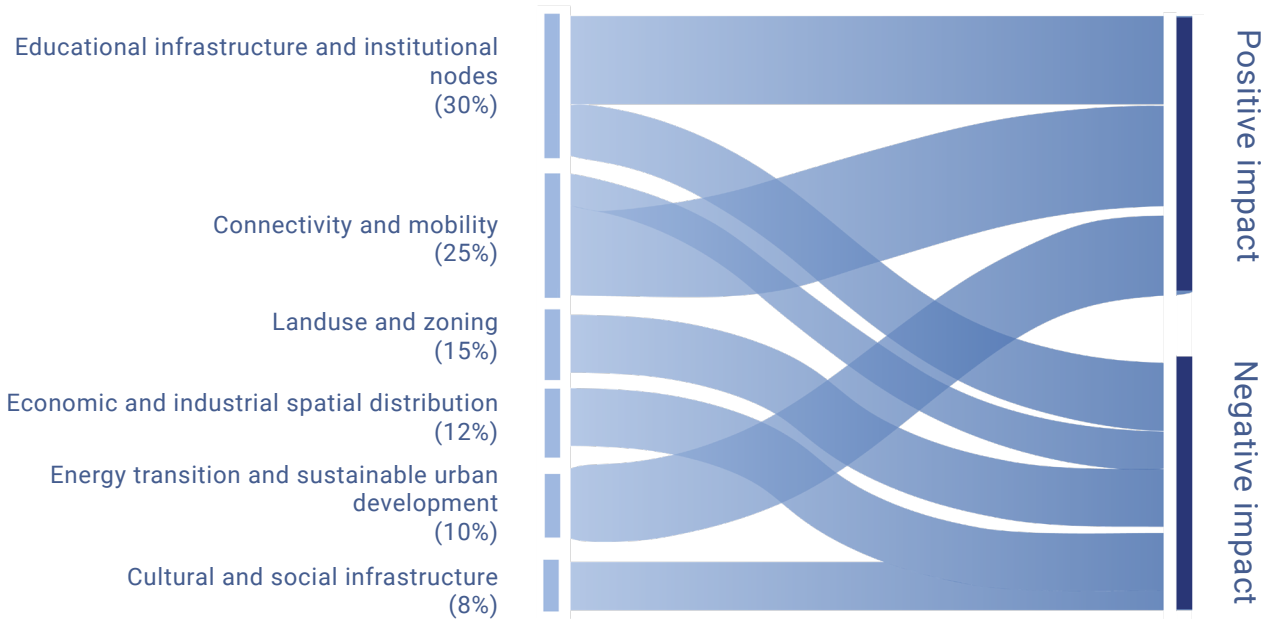 Educational infrastructure and institutional
nodes
(30%)
Connectivity and mobility
(25%)
Landuse and zoning
(15%)
Economic and industrial spatial distribution
(12%)
Energy transition and sustainable urban
development
(10%)
Cultural and social infrastructure
(8%)
Positive impact
Negative impact